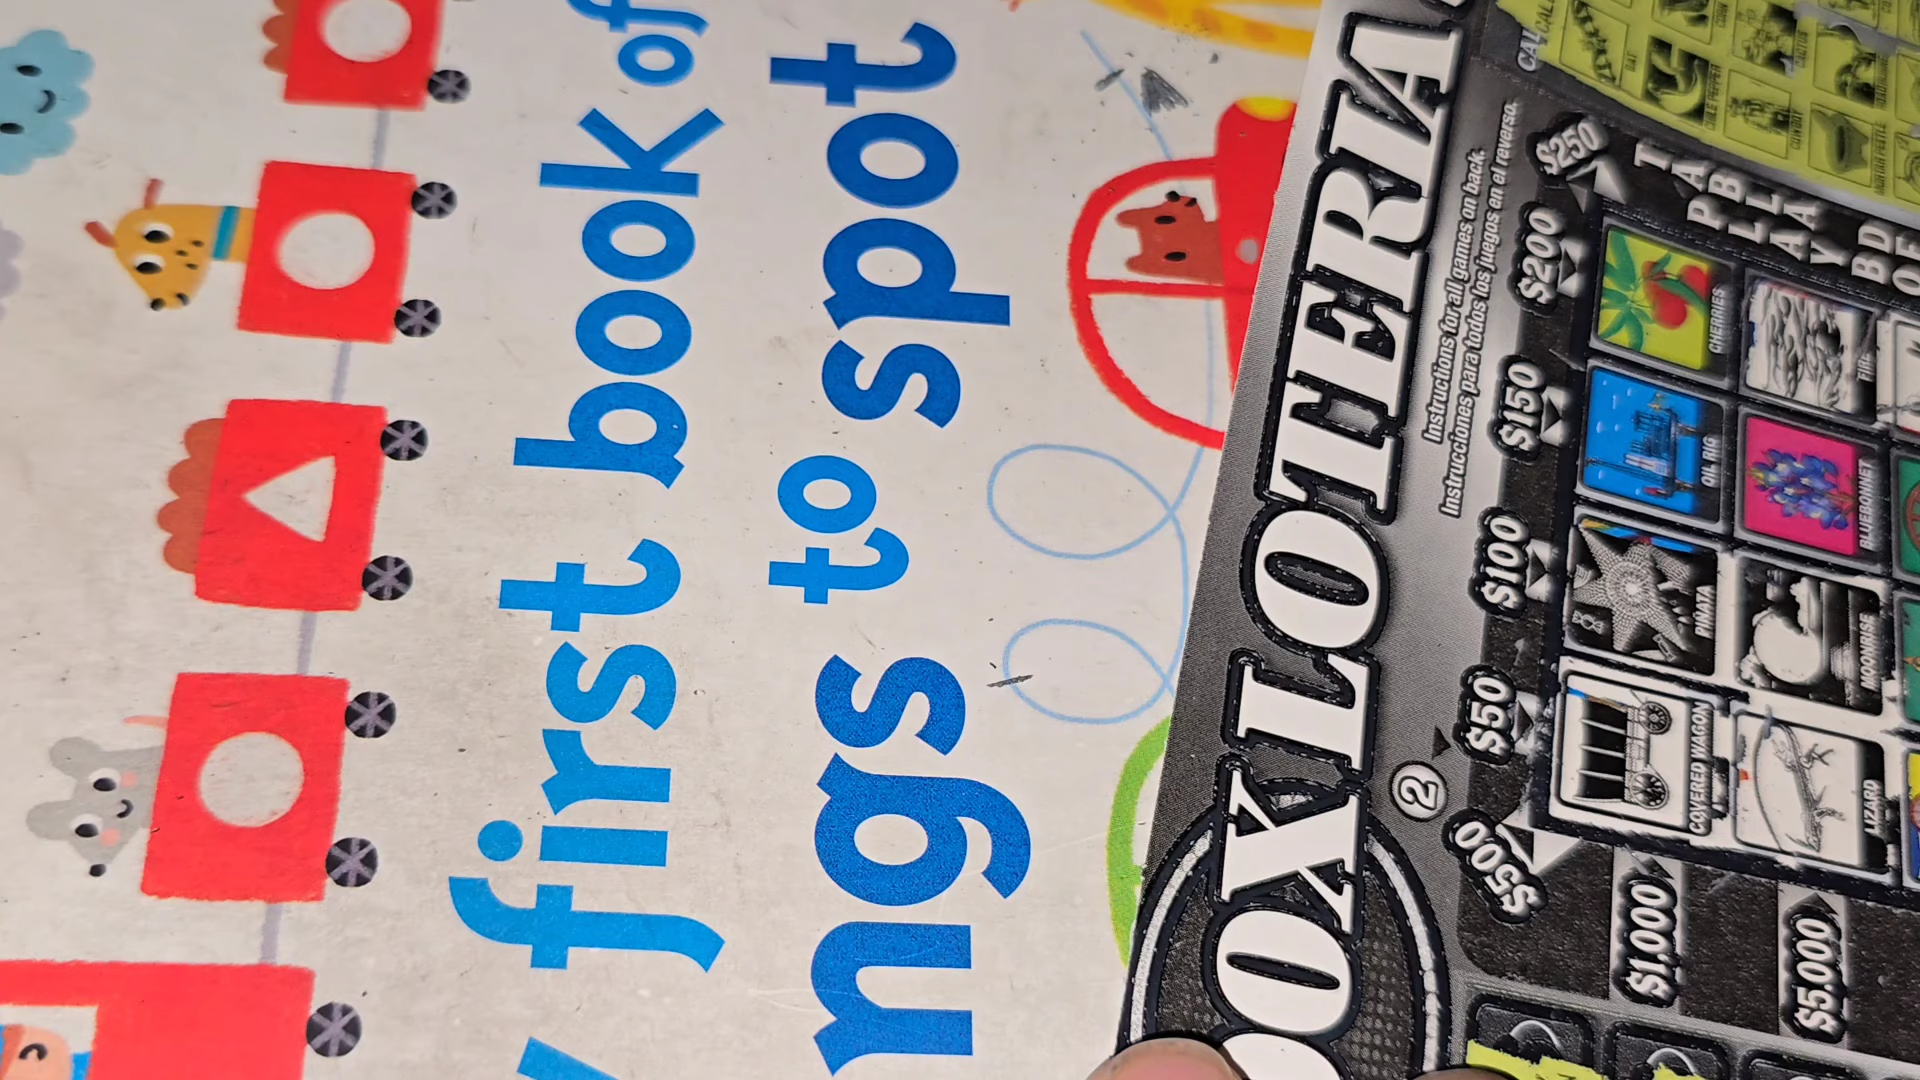 first book of
ngs to spot
OXLOTERIA
Instructions for all games on back.
Instrucciones para todos los juegos en el reverso.
2
$500
$50
$100
$150
$200
$250
$1,000
$5,000
CHERRIES
OIL RIG
BLUEBONNET
PIÑATA
MOONRISE
COVERED WAGON
LIZARD